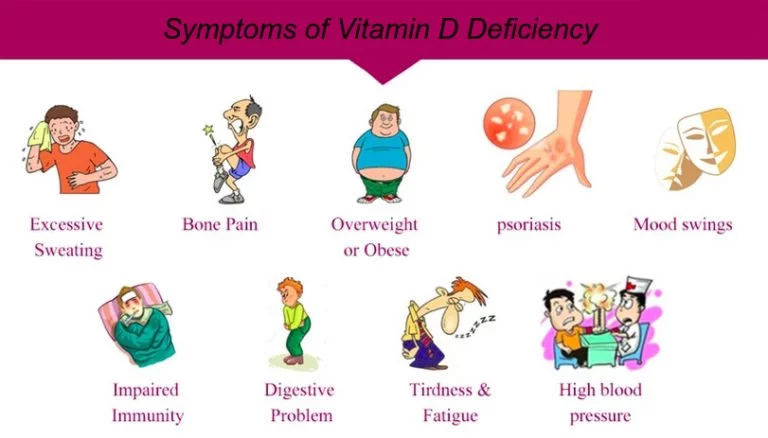 Symptoms of Vitamin D Deficiency
Excessive
Sweating
Bone Pain
Overweight
or Obese
psoriasis
Mood swings
Impaired
Immunity
Digestive
Problem
Tirdness &
Fatigue
High blood
pressure
zzzzzz